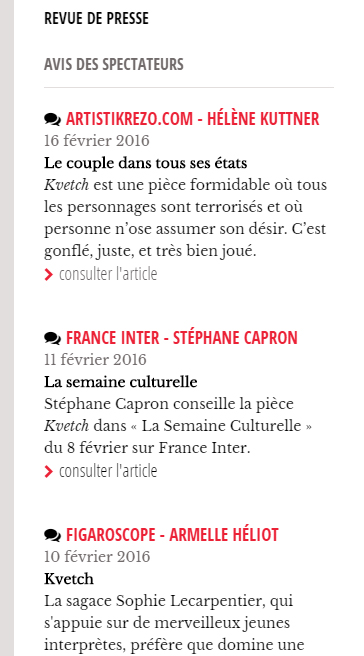 REVUE DE PRESSE
AVIS DES SPECTATEURS
ARTISTIKREZO.COM - HÉLÈNE KUTTNER
16 février 2016
Le couple dans tous ses états
Kvetch est une pièce formidable où tous
les personnages sont terrorisés et où
personne n’ose assumer son désir. C’est
gonflé, juste, et très bien joué.
consulter l'article
FRANCE INTER - STÉPHANE CAPRON
11 février 2016
La semaine culturelle
Stéphane Capron conseille la pièce
Kvetch dans « La Semaine Culturelle »
du 8 février sur France Inter.
consulter l'article
FIGAROSCOPE - ARMELLE HÉLIOT
10 février 2016
Kvetch
La sagace Sophie Lecarpentier, qui
s'appuie sur de merveilleux jeunes
interprètes, préfère que domine une